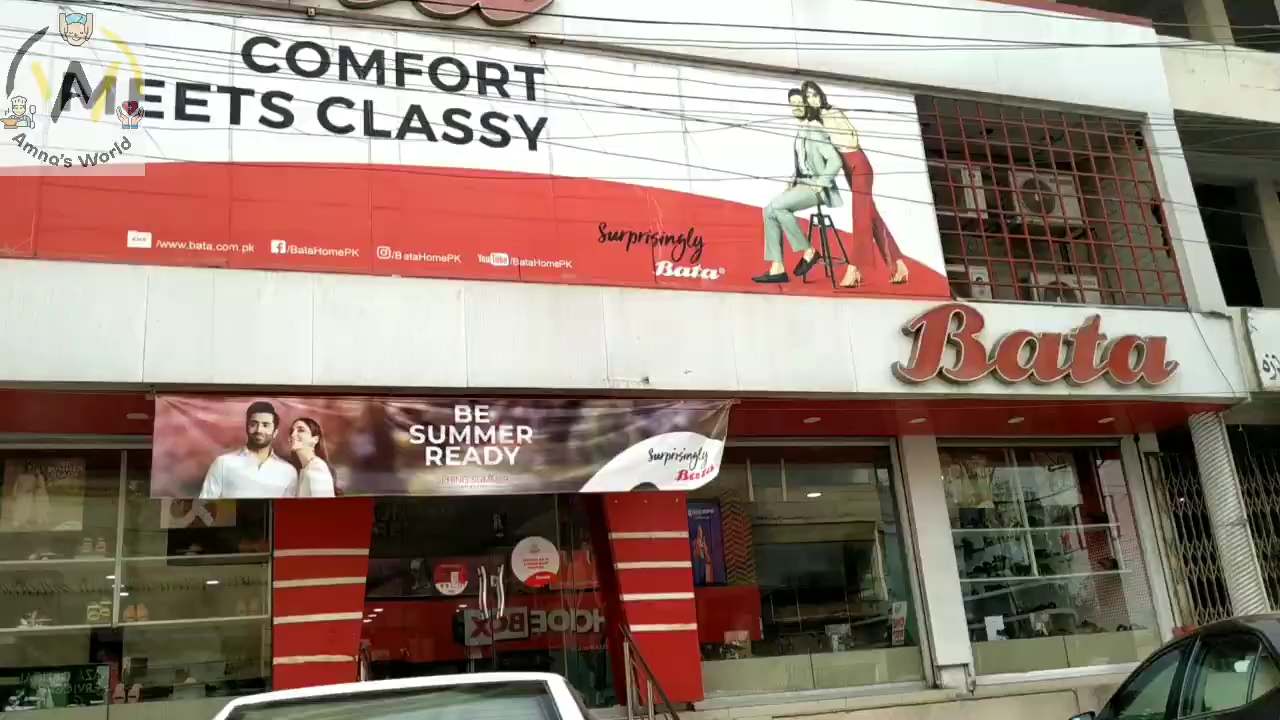 COMFORT
MEETS CLASSY
Amna's World
/www.bata.com.pk
/BataHomePK
/BataHomePK
YouTube/BataHomePK
Surprisingly
Bata
Bata
BE
SUMMER
READY
Surprisingly
Bata